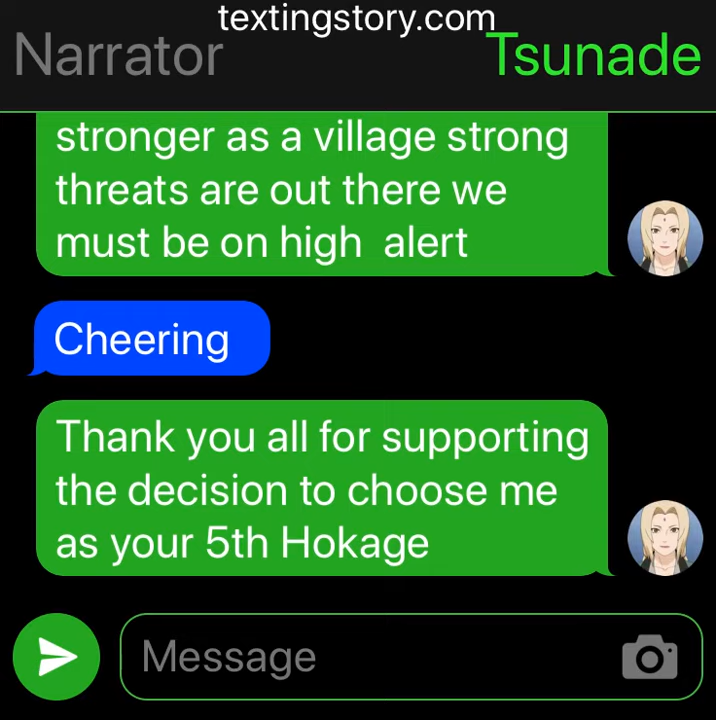 textingstory.com
Narrator
Tsunade
stronger as a village strong
threats are out there we
must be on high  alert
Cheering
Thank you all for supporting
the decision to choose me
as your 5th Hokage
Message